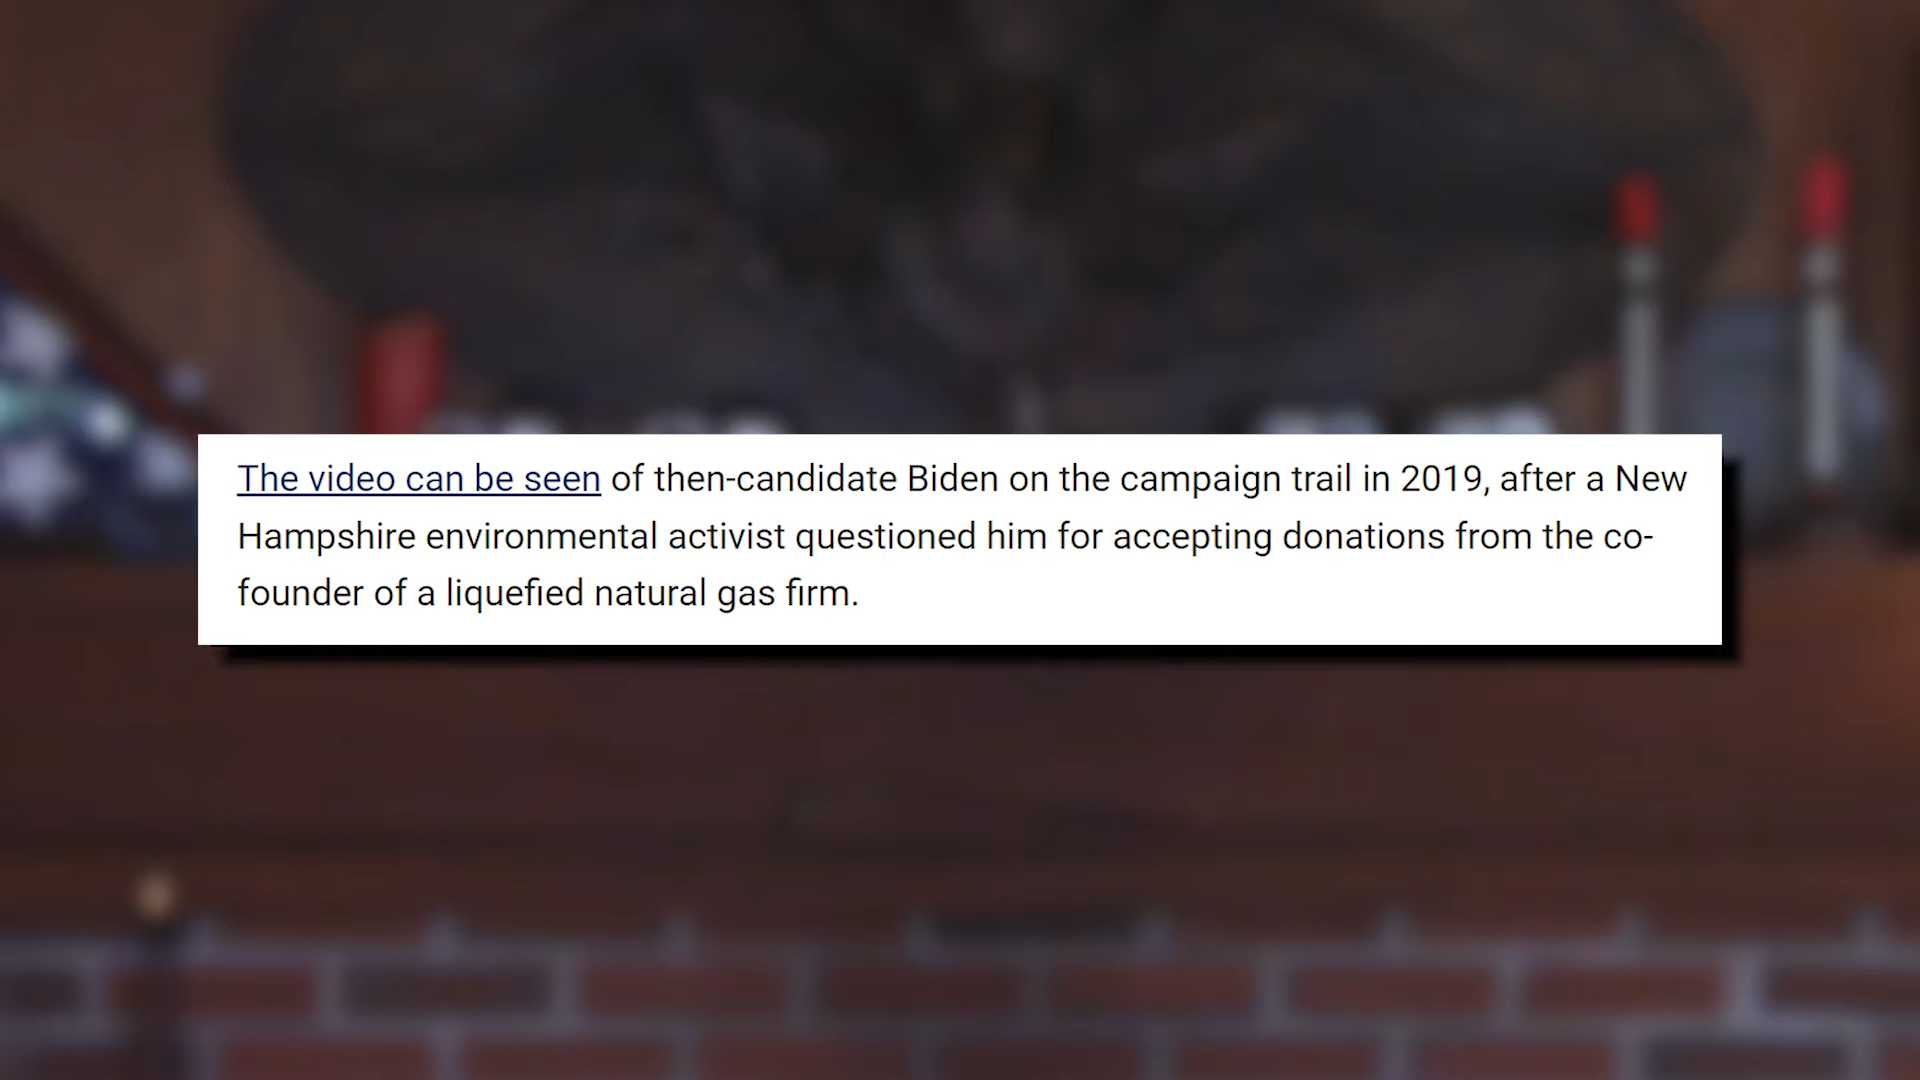 The video can be seen of then-candidate Biden on the campaign trail in 2019, after a New
Hampshire environmental activist questioned him for accepting donations from the co-
founder of a liquefied natural gas firm.